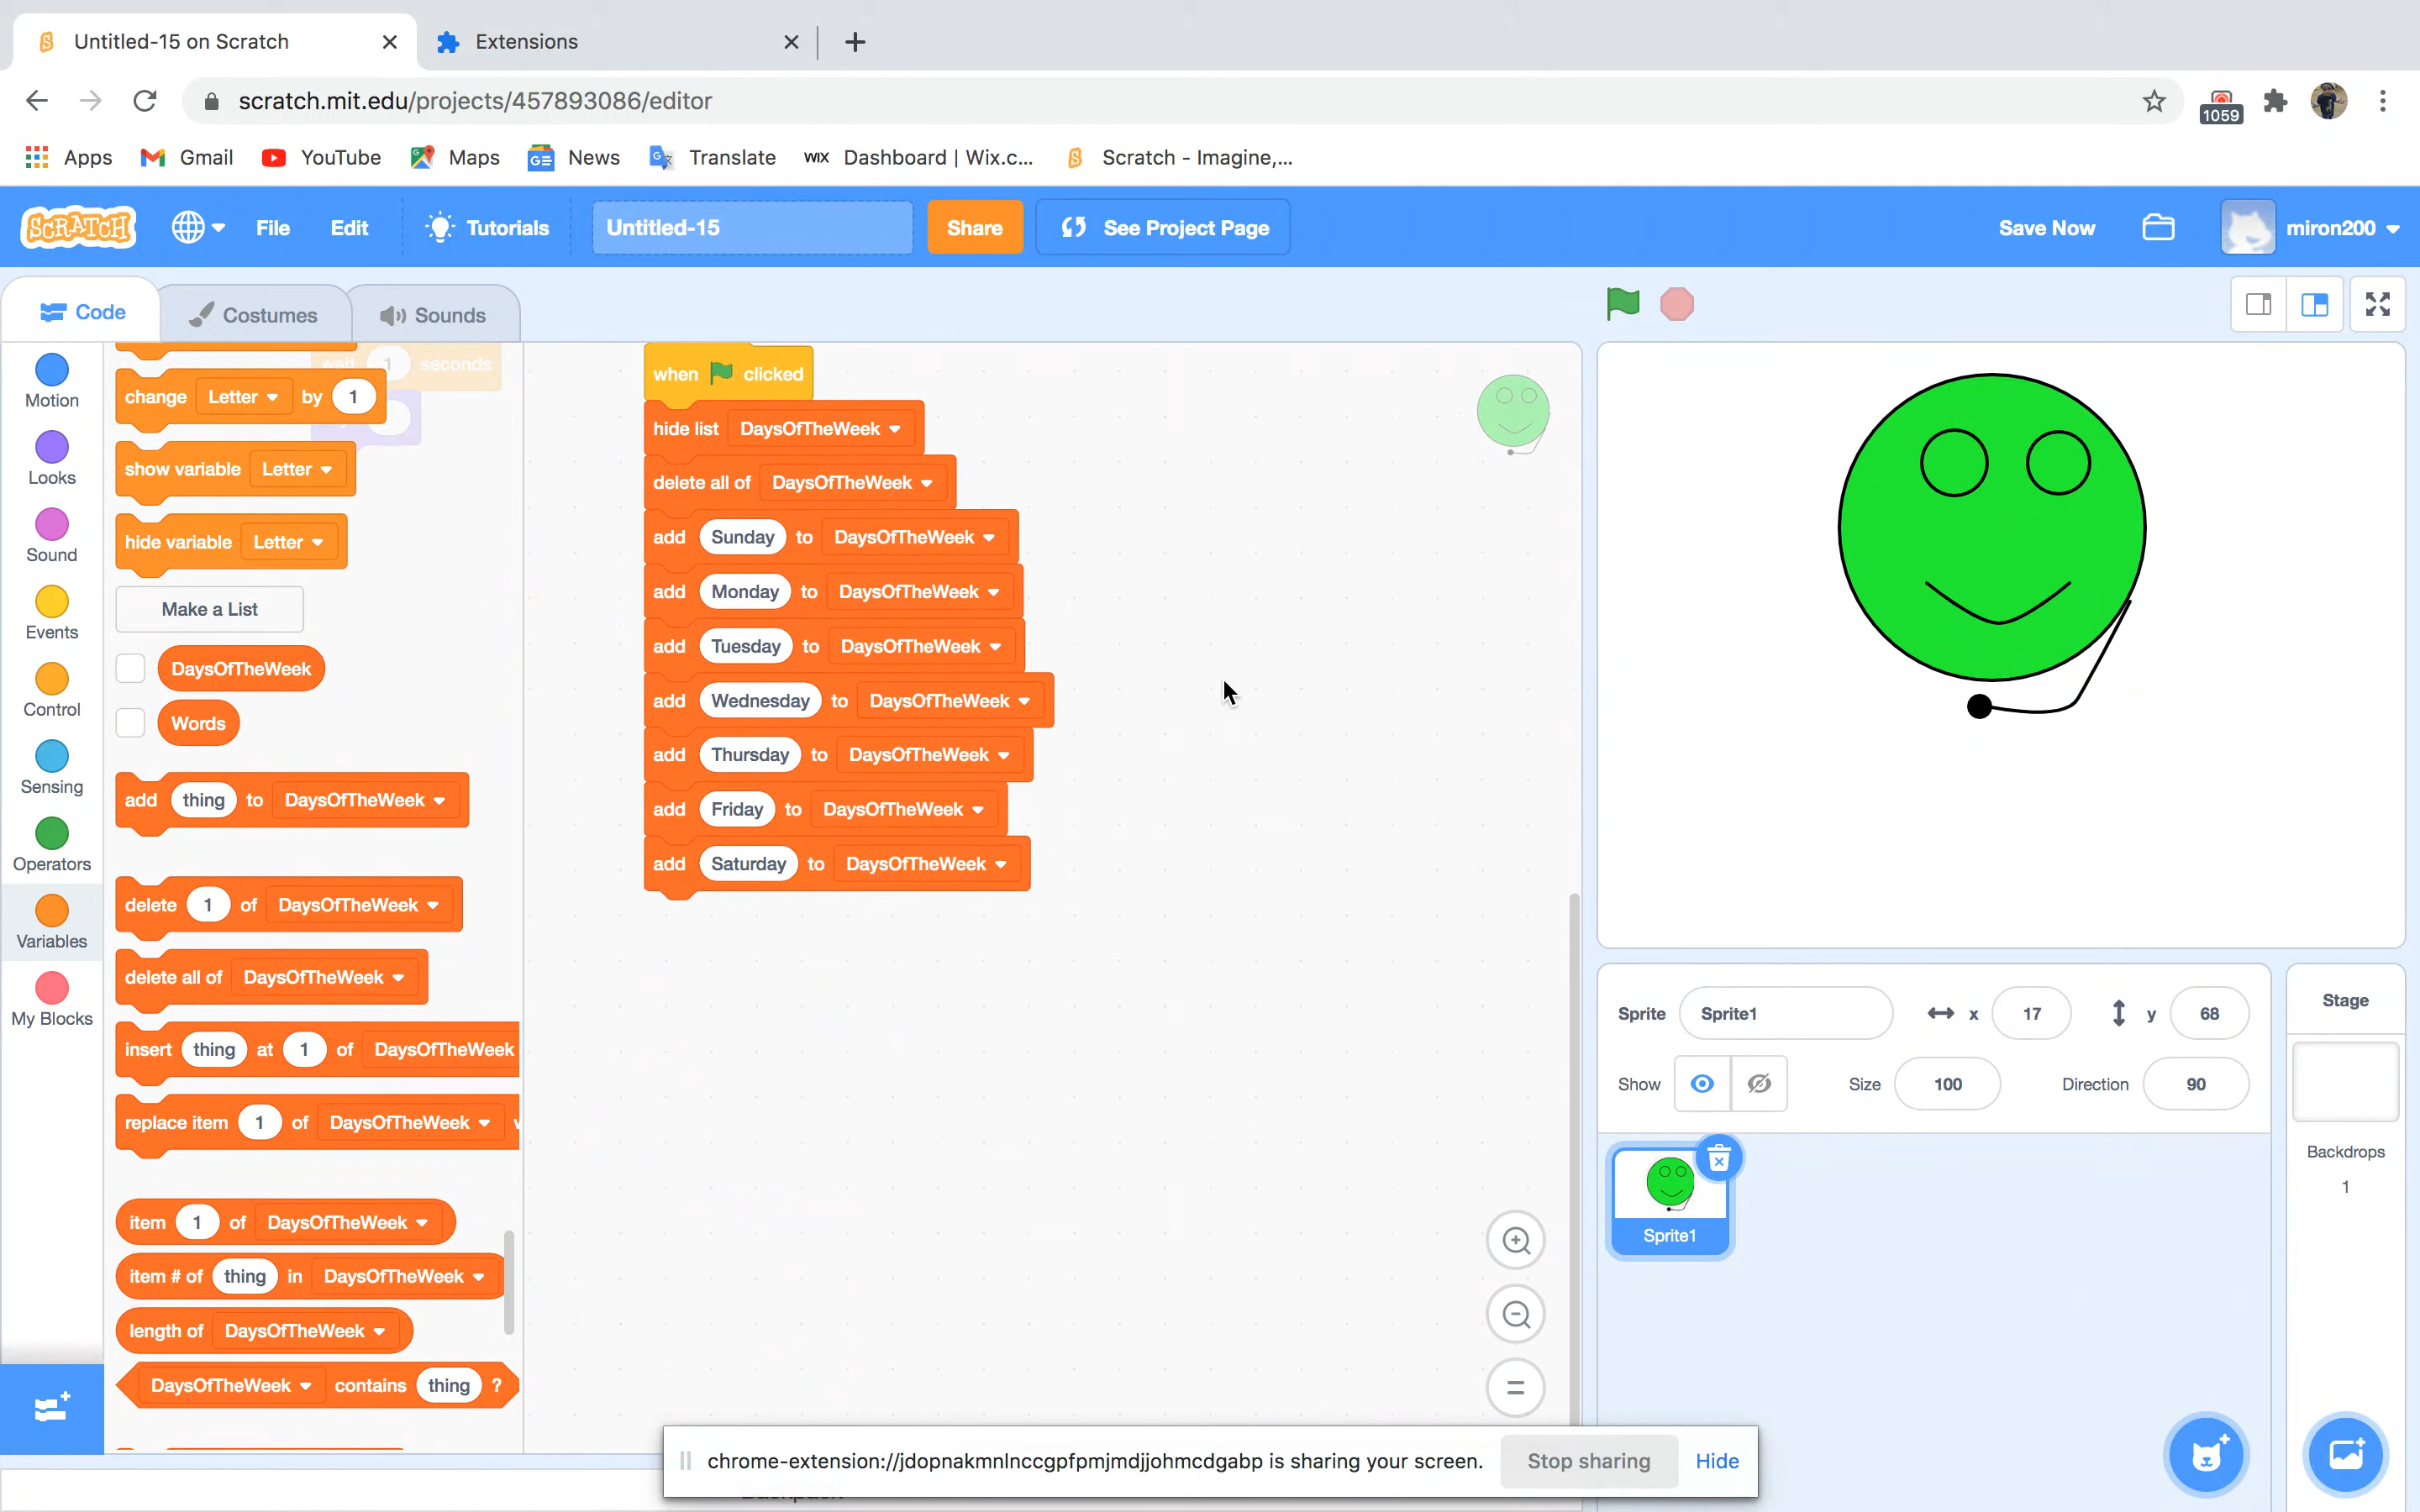 Untitled-15 on Scratch
Extensions
scratch.mit.edu/projects/457893086/editor
1059
Apps
Gmail
YouTube
Maps
News
Translate
WIX Dashboard | Wix.c...
Scratch - Imagine,...
SCRATCH
File
Edit
Tutorials
Untitled-15
Share
See Project Page
Save Now
miron200
Code
Costumes
Sounds
Motion
Looks
Sound
Events
Control
Sensing
Operators
Variables
My Blocks
wait 1 seconds
change Letter by 1
show variable Letter
hide variable Letter
Make a List
DaysOfTheWeek
Words
add thing to DaysOfTheWeek
delete 1 of DaysOfTheWeek
delete all of DaysOfTheWeek
insert thing at 1 of DaysOfTheWeek
replace item 1 of DaysOfTheWeek
item 1 of DaysOfTheWeek
item # of thing in DaysOfTheWeek
length of DaysOfTheWeek
DaysOfTheWeek contains thing ?
when clicked
hide list DaysOfTheWeek
delete all of DaysOfTheWeek
add Sunday to DaysOfTheWeek
add Monday to DaysOfTheWeek
add Tuesday to DaysOfTheWeek
add Wednesday to DaysOfTheWeek
add Thursday to DaysOfTheWeek
add Friday to DaysOfTheWeek
add Saturday to DaysOfTheWeek
Sprite Sprite1 x 17 y 68
Show Size 100 Direction 90
Sprite1
Stage
Backdrops
1
chrome-extension://jdopnakmnlnccgpfpmjmdjjohmcdgabp is sharing your screen.
Stop sharing
Hide